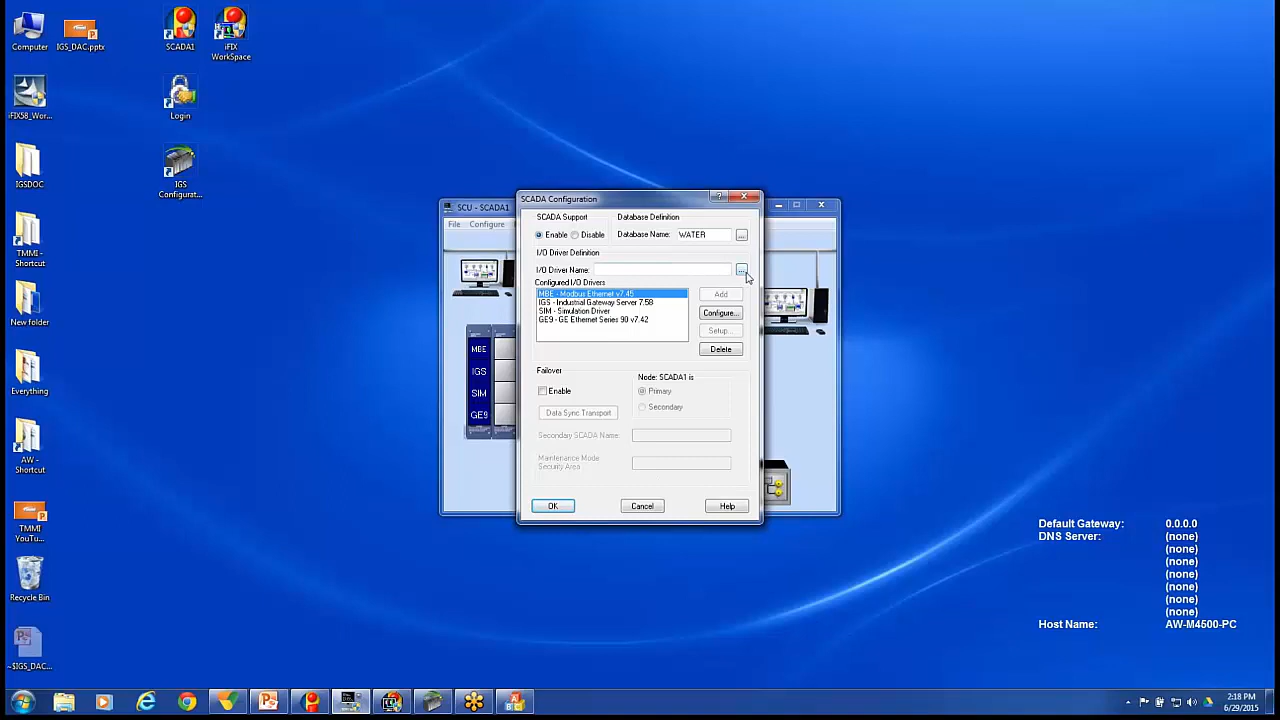 Computer
IGS_DAC.pptx
SCADA1
iFIX
WorkSpace
iFIX58_Wor...
Login
IGSDOC
IGS
Configurat...
TMMI -
Shortcut
New folder
Everything
AW -
Shortcut
TMMI
YouTu...
Recycle Bin
~$IGS_DAC...
SCU - SCADA1
File Configure
MBE
IGS
SIM
GE9
SCADA Configuration
SCADA Support
Enable Disable
Database Definition
Database Name: WATER ...
I/O Driver Definition
I/O Driver Name: ...
Configured I/O Drivers
MBE - Modbus Ethernet v7.45
IGS - Industrial Gateway Server 7.58
SIM - Simulation Driver
GE9 - GE Ethernet Series 90 v7.42
Add
Configure...
Setup...
Delete
Failover
Enable
Data Sync Transport
Node: SCADA1 is
Primary
Secondary
Secondary SCADA Name:
Maintenance Mode
Security Area
OK Cancel Help
Default Gateway: 0.0.0.0
DNS Server: (none)
(none)
(none)
(none)
(none)
(none)
(none)
Host Name: AW-M4500-PC
2:18 PM
6/29/2015